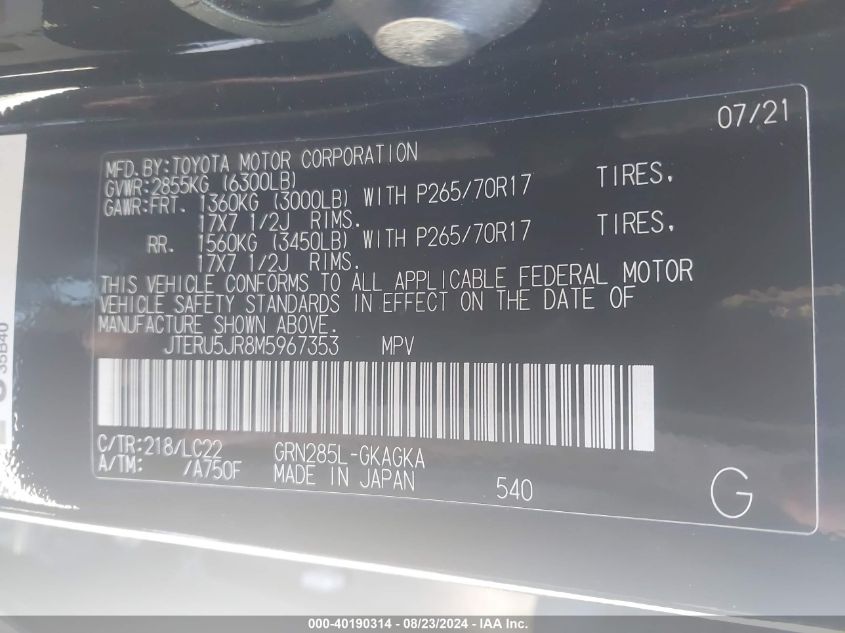 07/21
MFD.BY:TOYOTA MOTOR CORPORATION
GVWR:2855KG (6300LB)
GAWR:FRT. 1360KG (3000LB) WITH P265/70R17 TIRES,
17X7 1/2J RIMS.
RR. 1560KG (3450LB) WITH P265/70R17 TIRES,
17X7 1/2J RIMS.
THIS VEHICLE CONFORMS TO ALL APPLICABLE FEDERAL MOTOR
VEHICLE SAFETY STANDARDS IN EFFECT ON THE DATE OF
MANUFACTURE SHOWN ABOVE.
JTERU5JR8M5967353 MPV
C/TR:218/LC22 GRN285L-GKAGKA
A/TM: /A750F MADE IN JAPAN 540
G
35B40
000-40190314 - 08/23/2024 - IAA Inc.